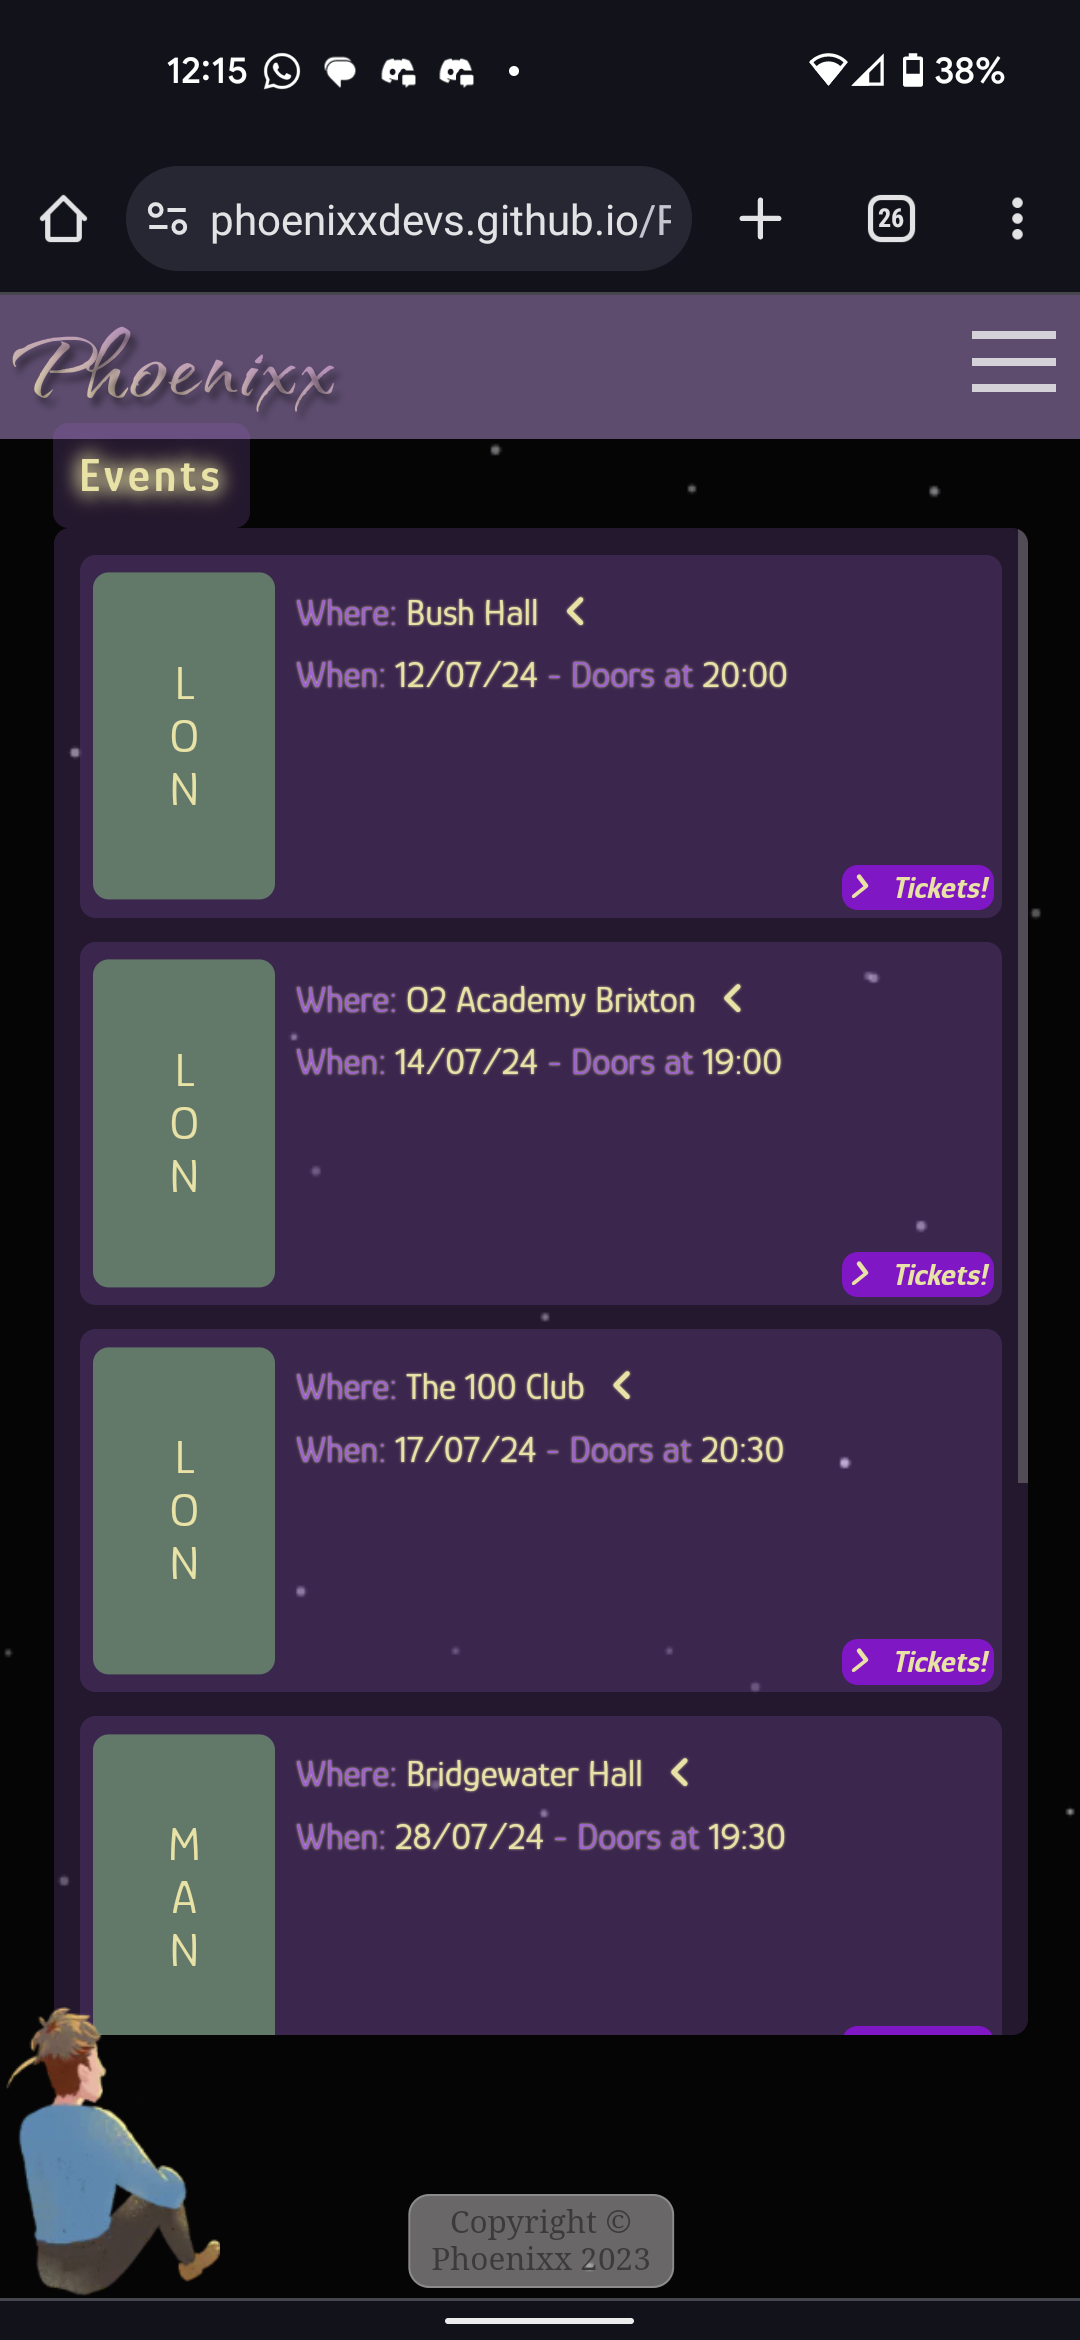 12:15
38%
phoenixxdevs.github.io/
26
Phoenixx
Events
L
O
N
Where: Bush Hall
When: 12/07/24 - Doors at 20:00
Tickets!
L
O
N
Where: O2 Academy Brixton
When: 14/07/24 - Doors at 19:00
Tickets!
L
O
N
Where: The 100 Club
When: 17/07/24 - Doors at 20:30
Tickets!
M
A
N
Where: Bridgewater Hall
When: 28/07/24 - Doors at 19:30
Copyright ©
Phoenixx 2023